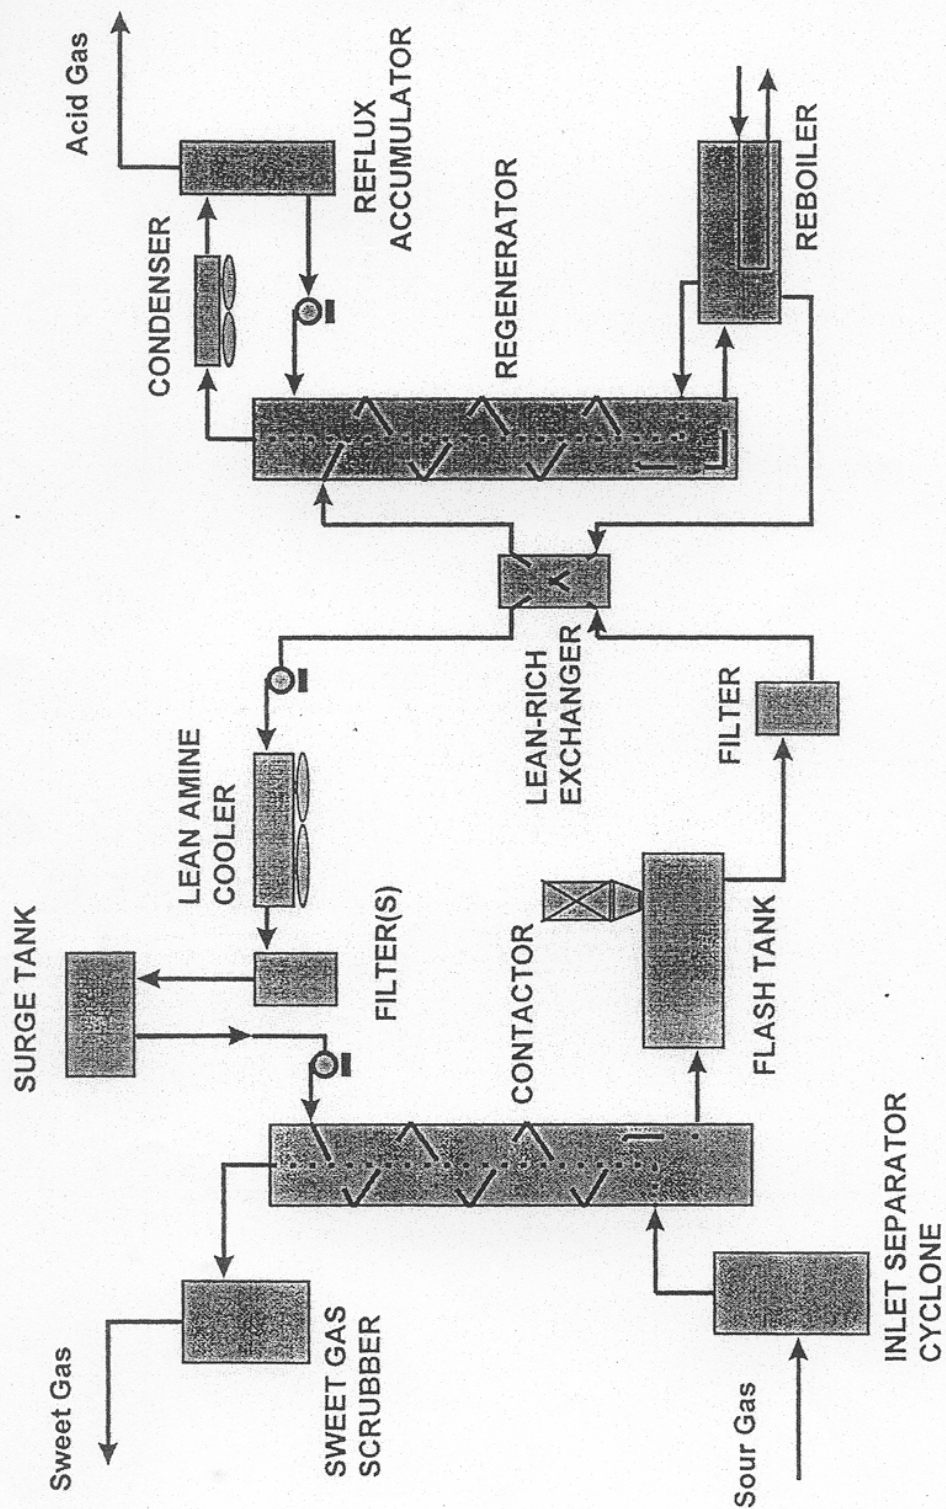 Sweet Gas
SURGE TANK
Acid Gas
SWEET GAS
SCRUBBER
LEAN AMINE
COOLER
CONDENSER
FILTER(S)
REFLUX
ACCUMULATOR
CONTACTOR
LEAN-RICH
EXCHANGER
REGENERATOR
Sour Gas
FLASH TANK
FILTER
REBOILER
INLET SEPARATOR
CYCLONE